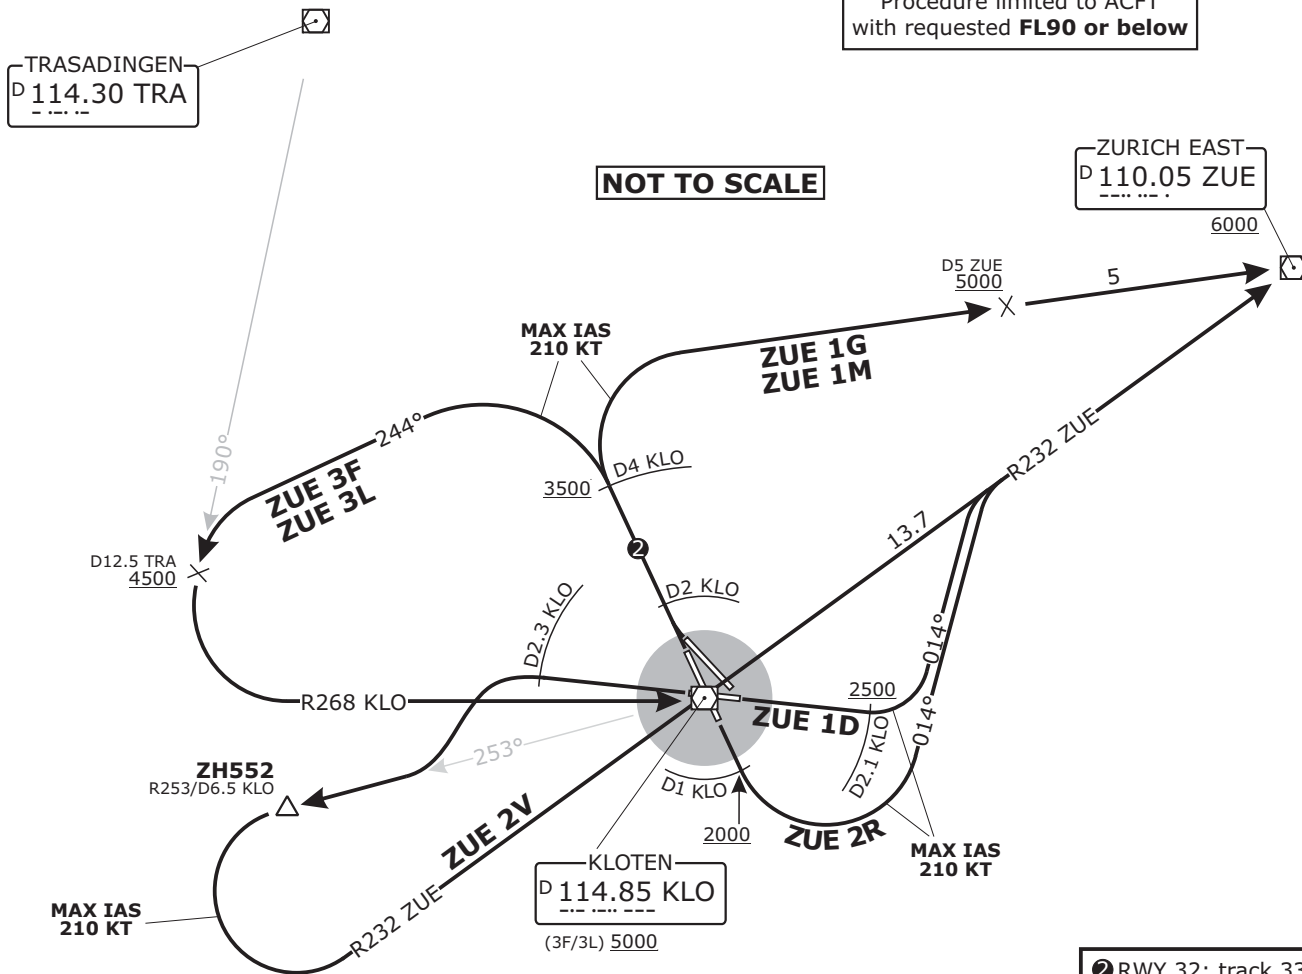 Procedure limited to ACFT
with requested FL90 or below
TRASADINGEN
D 114.30 TRA
NOT TO SCALE
ZURICH EAST
D 110.05 ZUE
6000
D5 ZUE
5000
5
MAX IAS
210 KT
ZUE 1G
ZUE 1M
244°
190°
ZUE 3F
ZUE 3L
D4 KLO
3500
R232 ZUE
13.7
2
D12.5 TRA
4500
D2 KLO
D2.3 KLO
014°
R268 KLO
2500
ZUE 1D
014°
253°
D2.1 KLO
ZH552
R253/D6.5 KLO
D1 KLO
2000
ZUE 2R
ZUE 2V
MAX IAS
210 KT
KLOTEN
D 114.85 KLO
(3F/3L) 5000
R232 ZUE
MAX IAS
210 KT
2 RWY 32: track 33